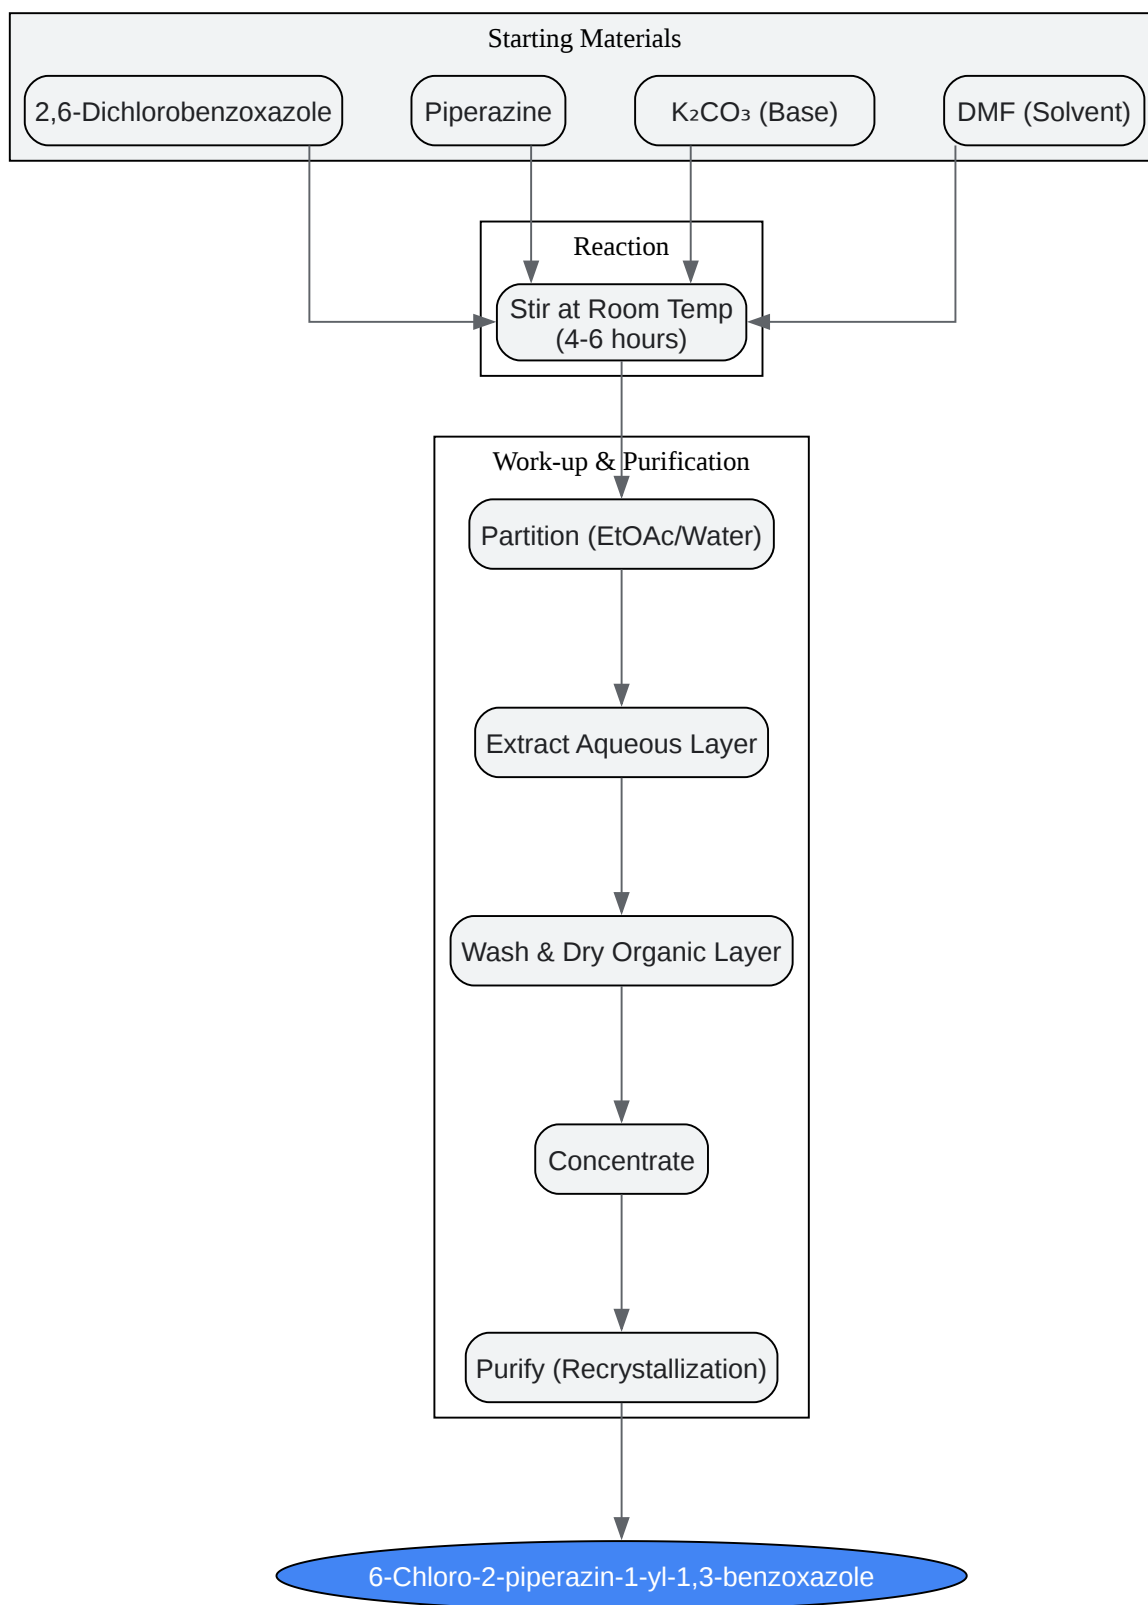 Starting Materials
2,6-Dichlorobenzoxazole
Piperazine
K₂CO₃ (Base)
DMF (Solvent)
Reaction
Stir at Room Temp
(4-6 hours)
Work-up & Purification
Partition (EtOAc/Water)
Extract Aqueous Layer
Wash & Dry Organic Layer
Concentrate
Purify (Recrystallization)
6-Chloro-2-piperazin-1-yl-1,3-benzoxazole